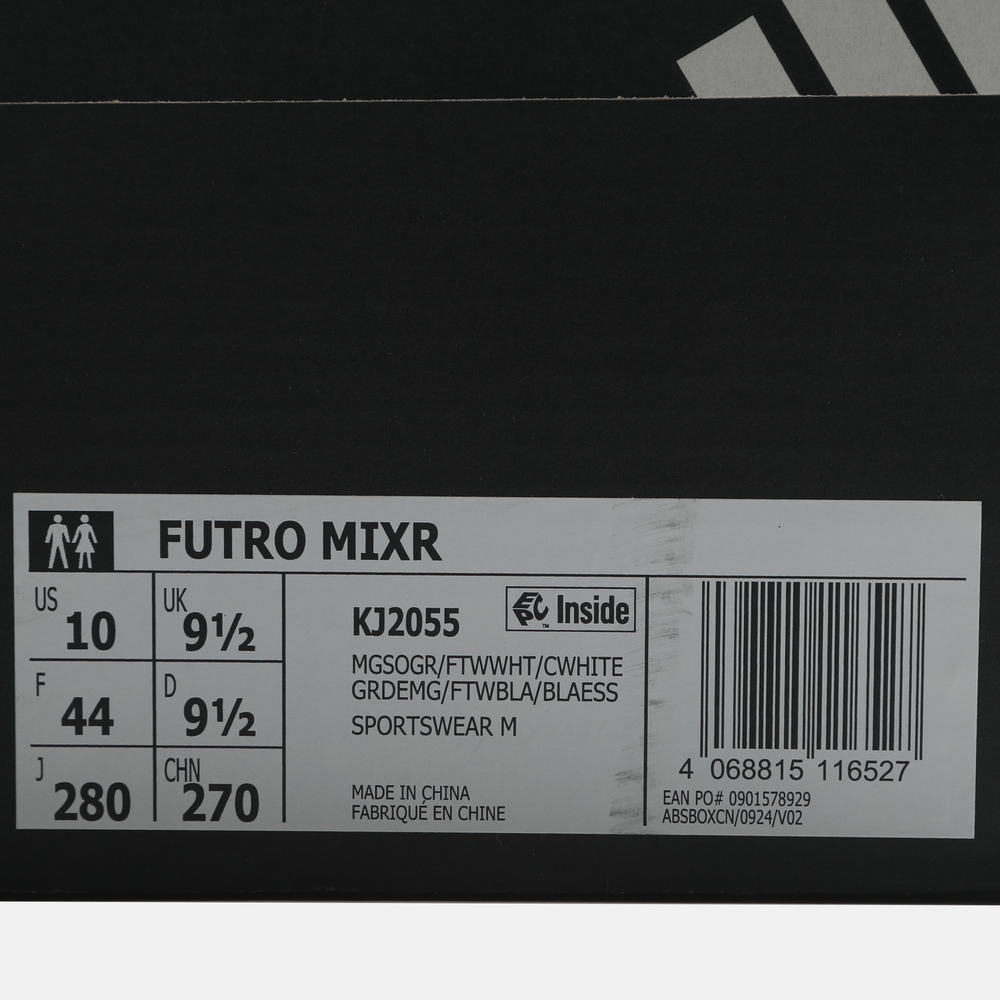 FUTRO MIXR
US 10 UK 9½
F 44 D 9½
J 280 CHN 270
KJ2055 EPC™ Inside
MGSOGR/FTWWHT/CWHITE
GRDEMG/FTWBLA/BLAESS
SPORTSWEAR M
MADE IN CHINA
FABRIQUÉ EN CHINE
4 068815 116527
EAN PO# 0901578929
ABSBOXCN/0924/V02